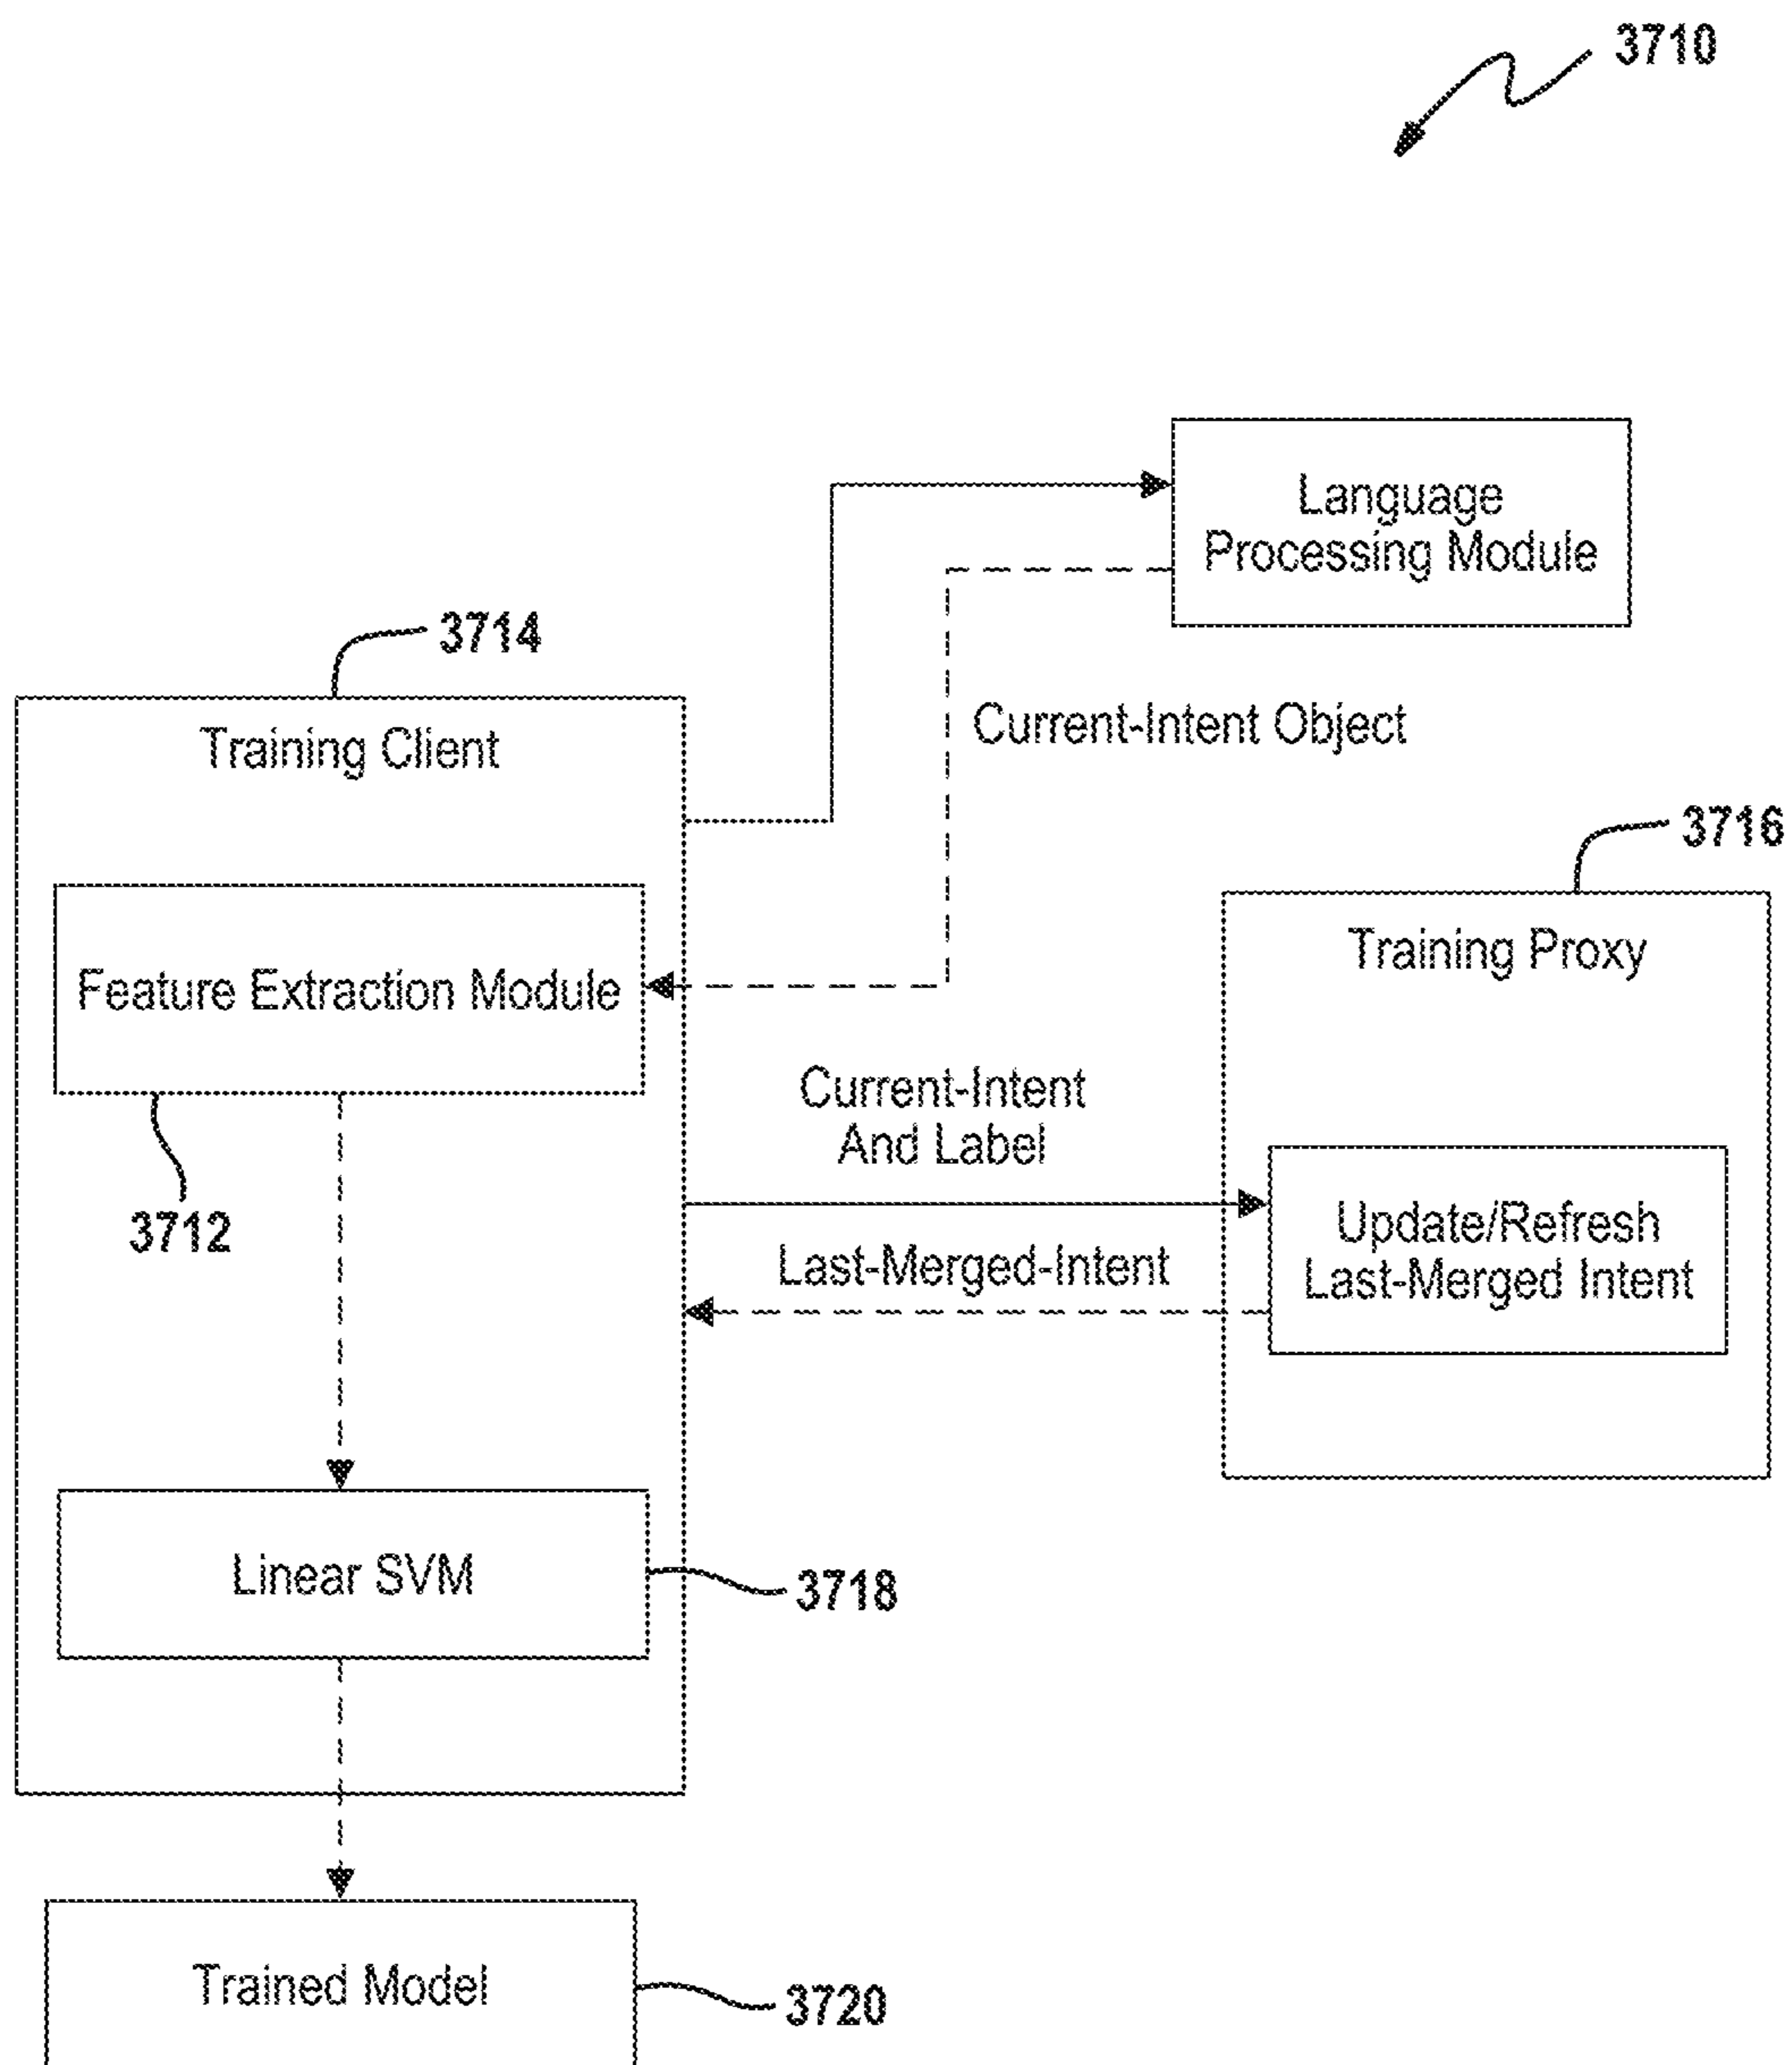 3710
Language
Processing Module
3714
Training Client
Current-Intent Object
3716
Training Proxy
Feature Extraction Module
Current-Intent
And Label
3712
Update/Refresh
Last-Merged Intent
Last-Merged-Intent
Linear SVM
3718
Trained Model
3720